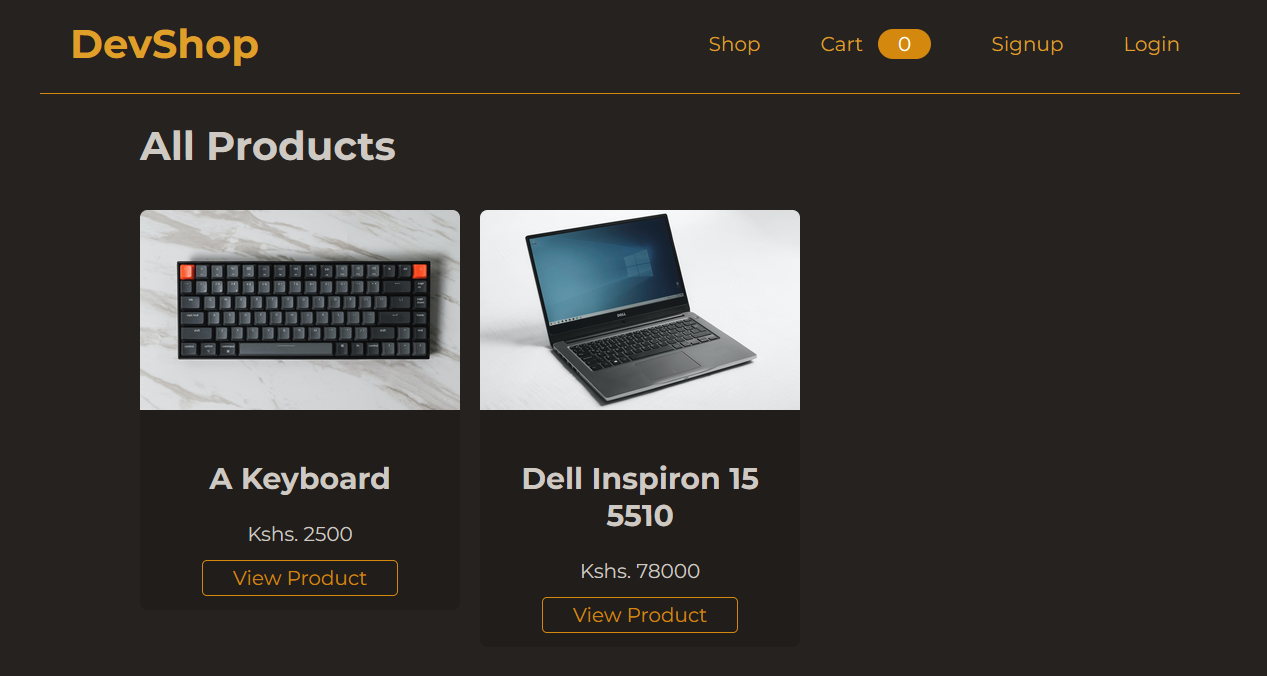 DevShop
Shop Cart 0 Signup Login
All Products
A Keyboard
Kshs. 2500
View Product
DELL
Dell Inspiron 15
5510
Kshs. 78000
View Product